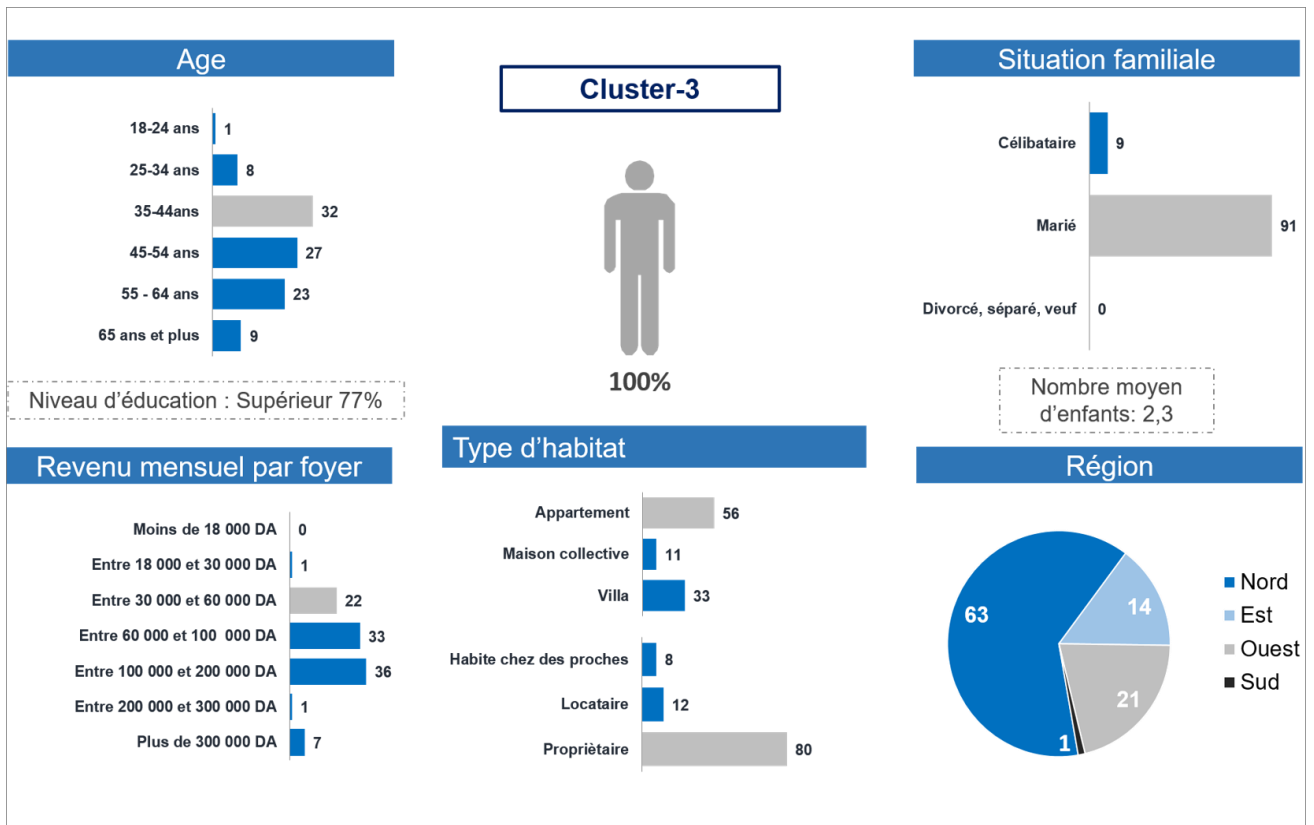 Age
18-24 ans 1
25-34 ans 8
35-44ans 32
45-54 ans 27
55 - 64 ans 23
65 ans et plus 9
Niveau d'éducation : Supérieur 77%
Cluster-3
100%
Situation familiale
Célibataire 9
Marié 91
Divorcé, séparé, veuf 0
Nombre moyen
d'enfants: 2,3
Revenu mensuel par foyer
Moins de 18 000 DA 0
Entre 18 000 et 30 000 DA 1
Entre 30 000 et 60 000 DA 22
Entre 60 000 et 100 000 DA 33
Entre 100 000 et 200 000 DA 36
Entre 200 000 et 300 000 DA 1
Plus de 300 000 DA 7
Type d'habitat
Appartement 56
Maison collective 11
Villa 33
Habite chez des proches 8
Locataire 12
Propriètaire 80
Région
63
14
21
1
Nord
Est
Ouest
Sud